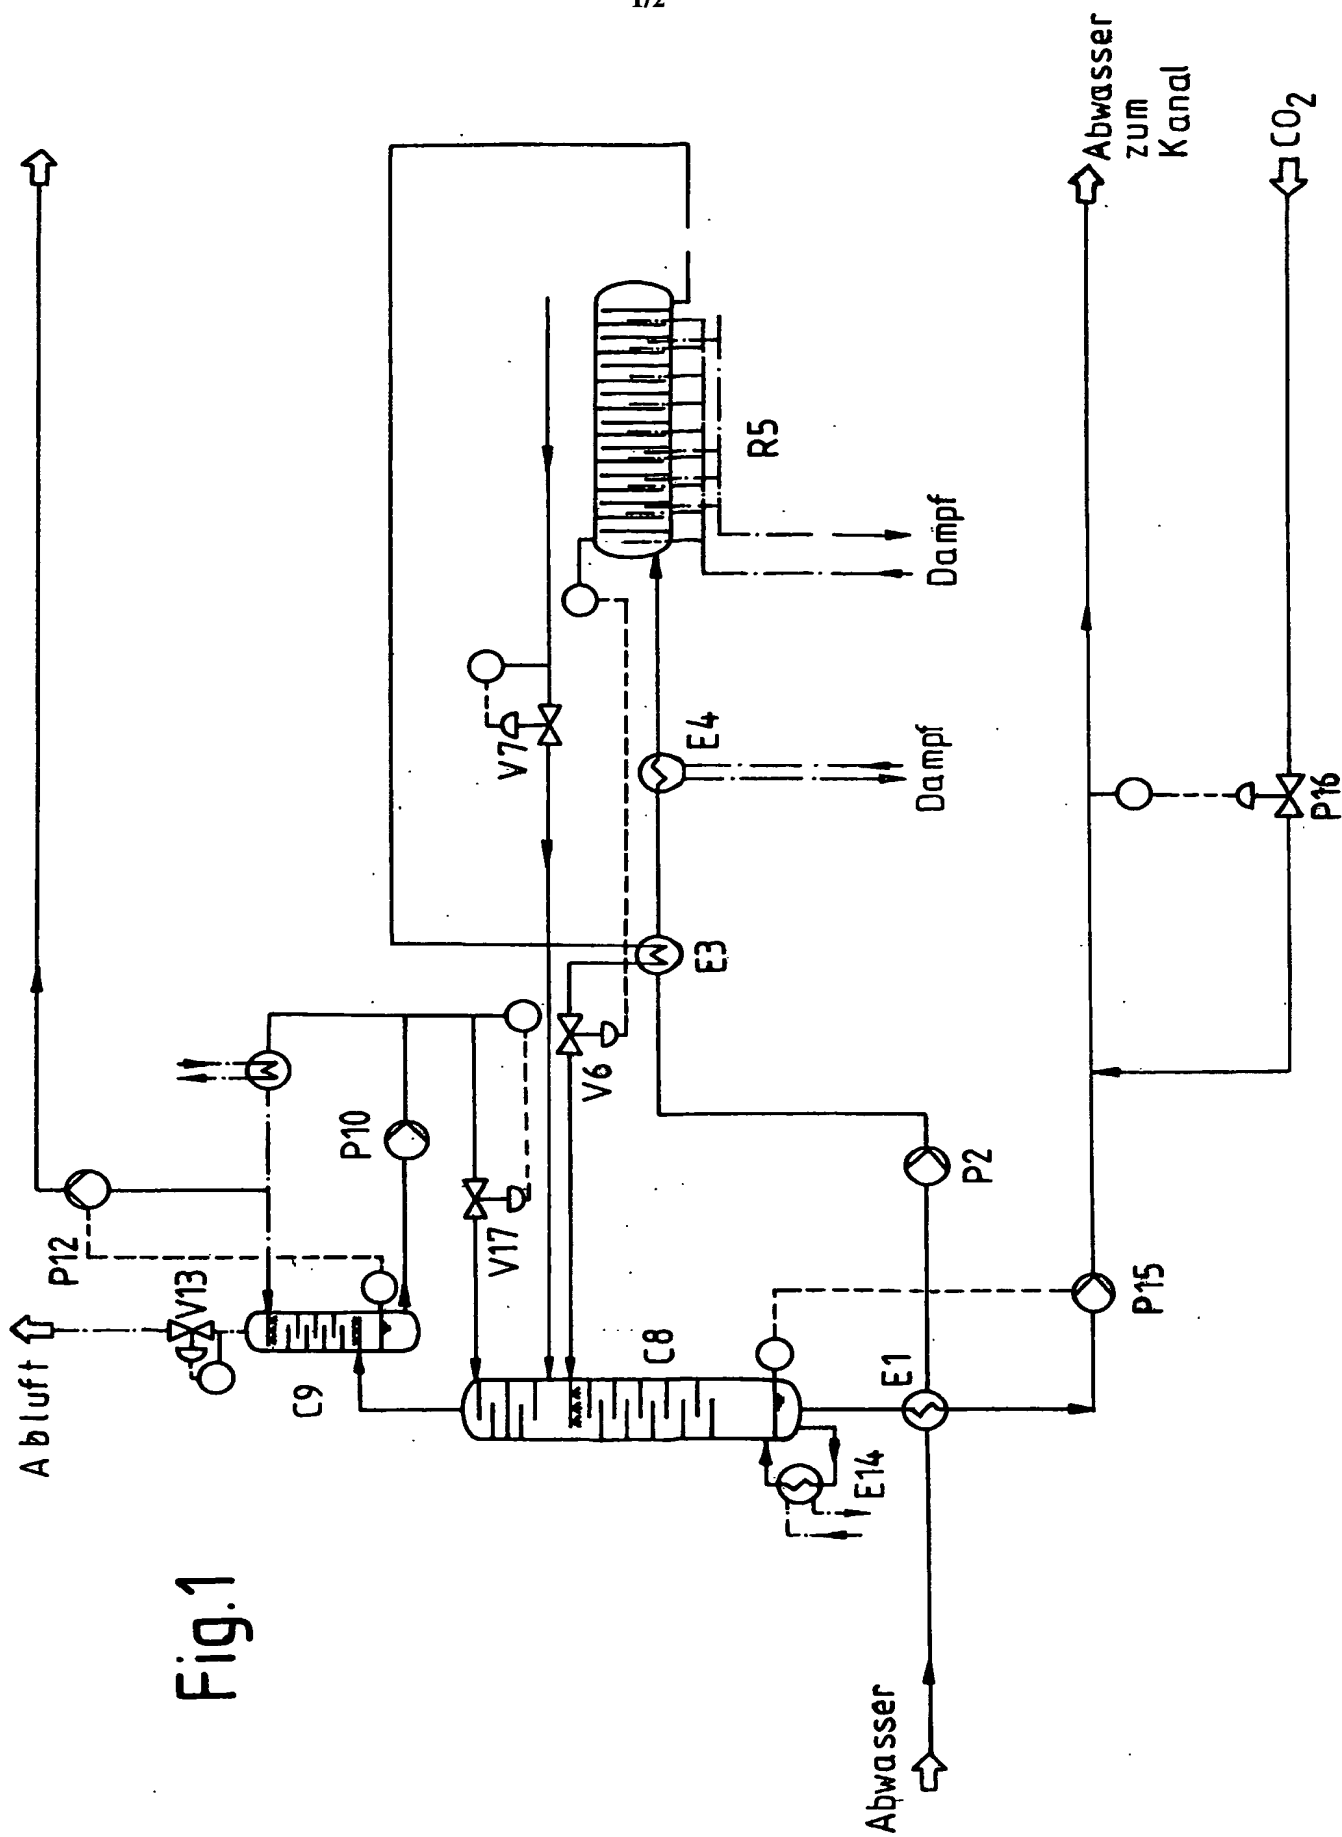 1/2
Fig.1
Abluft
V13
P12
C9
P10
V17
V6
V7
C8
E14
E1
E3
E4
R5
Dampf
Dampf
P2
P15
P16
Abwasser
Abwasser
zum
Kanal
CO2